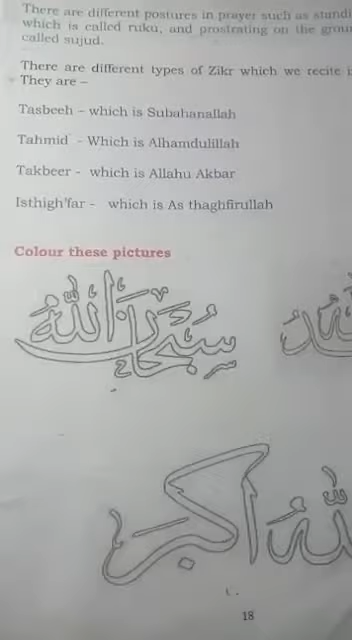 There are different postures in prayer such as standi
which is called ruku, and prostrating on the groun
called sujud.
There are different types of Zikr which we recite i
They are –
Tasbeeh – which is Subahanallah
Tahmid - Which is Alhamdulillah
Takbeer - which is Allahu Akbar
Isthigh'far - which is As thaghfirullah
Colour these pictures
سبحان الله
الله اكبر
18